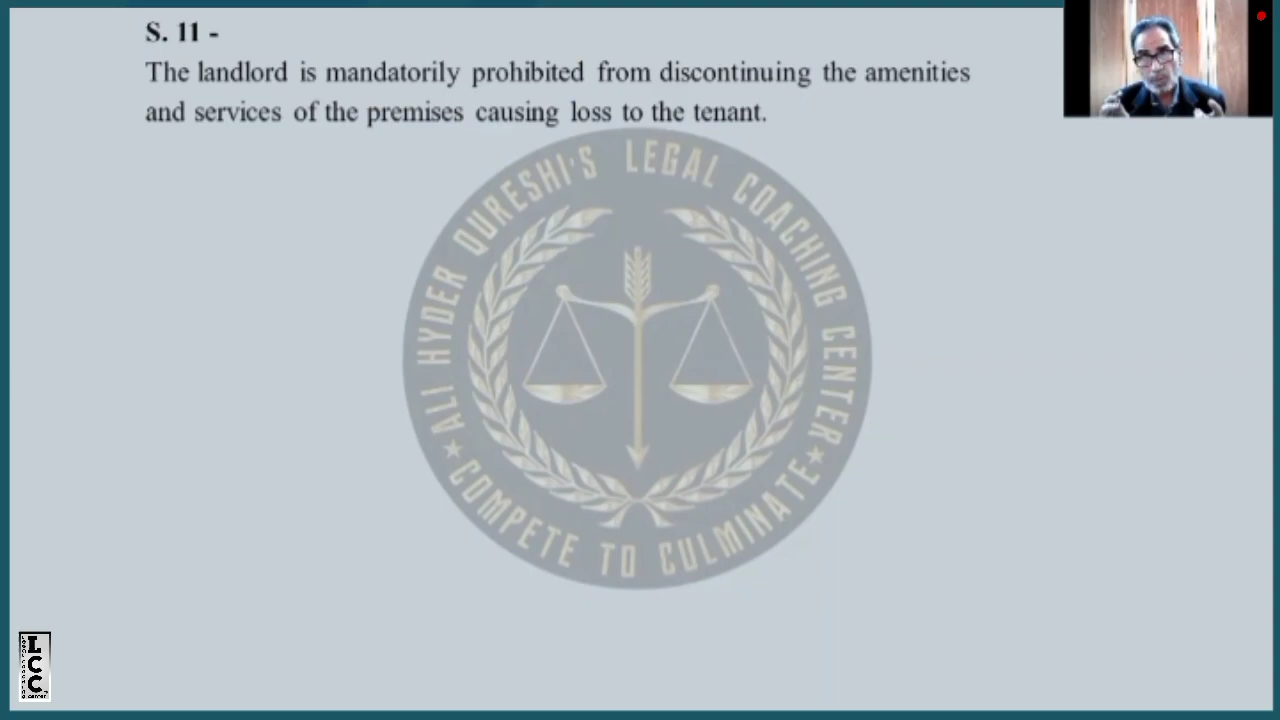 S. 11 -
The landlord is mandatorily prohibited from discontinuing the amenities
and services of the premises causing loss to the tenant.
ALI HYDER QURESHI'S LEGAL COACHING CENTER
COMPETE TO CULMINATE
LCC